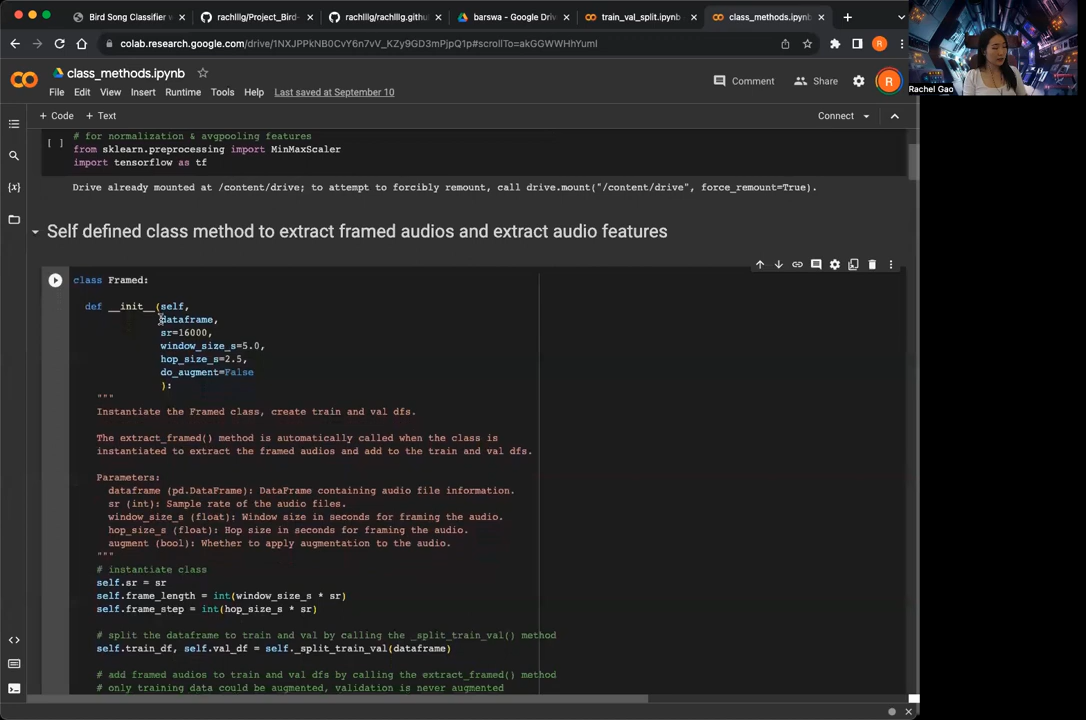 Bird Song Classifier w
rachlllg/Project_Bird-
rachlllg/rachlllg.github
barswa - Google Drive
train_val_split.ipynb
class_methods.ipynb
colab.research.google.com/drive/1NXJPPkNB0CvY6n7vV_KZy9GD3mPjpQ1p#scrollTo=akGGWWHhYumI
R
Rachel Gao
class_methods.ipynb
Comment
Share
R
File Edit View Insert Runtime Tools Help Last saved at September 10
+ Code + Text
Connect
# for normalization & avgpooling features
[ ] from sklearn.preprocessing import MinMaxScaler
import tensorflow as tf
Drive already mounted at /content/drive; to attempt to forcibly remount, call drive.mount("/content/drive", force_remount=True).
Self defined class method to extract framed audios and extract audio features
class Framed:
def __init__(self,
dataframe,
sr=16000,
window_size_s=5.0,
hop_size_s=2.5,
do_augment=False
):
"""
Instantiate the Framed class, create train and val dfs.
The extract_framed() method is automatically called when the class is
instantiated to extract the framed audios and add to the train and val dfs.
Parameters:
dataframe (pd.DataFrame): DataFrame containing audio file information.
sr (int): Sample rate of the audio files.
window_size_s (float): Window size in seconds for framing the audio.
hop_size_s (float): Hop size in seconds for framing the audio.
augment (bool): Whether to apply augmentation to the audio.
"""
# instantiate class
self.sr = sr
self.frame_length = int(window_size_s * sr)
self.frame_step = int(hop_size_s * sr)
# split the dataframe to train and val by calling the _split_train_val() method
self.train_df, self.val_df = self._split_train_val(dataframe)
# add framed audios to train and val dfs by calling the extract_framed() method
# only training data could be augmented, validation is never augmented